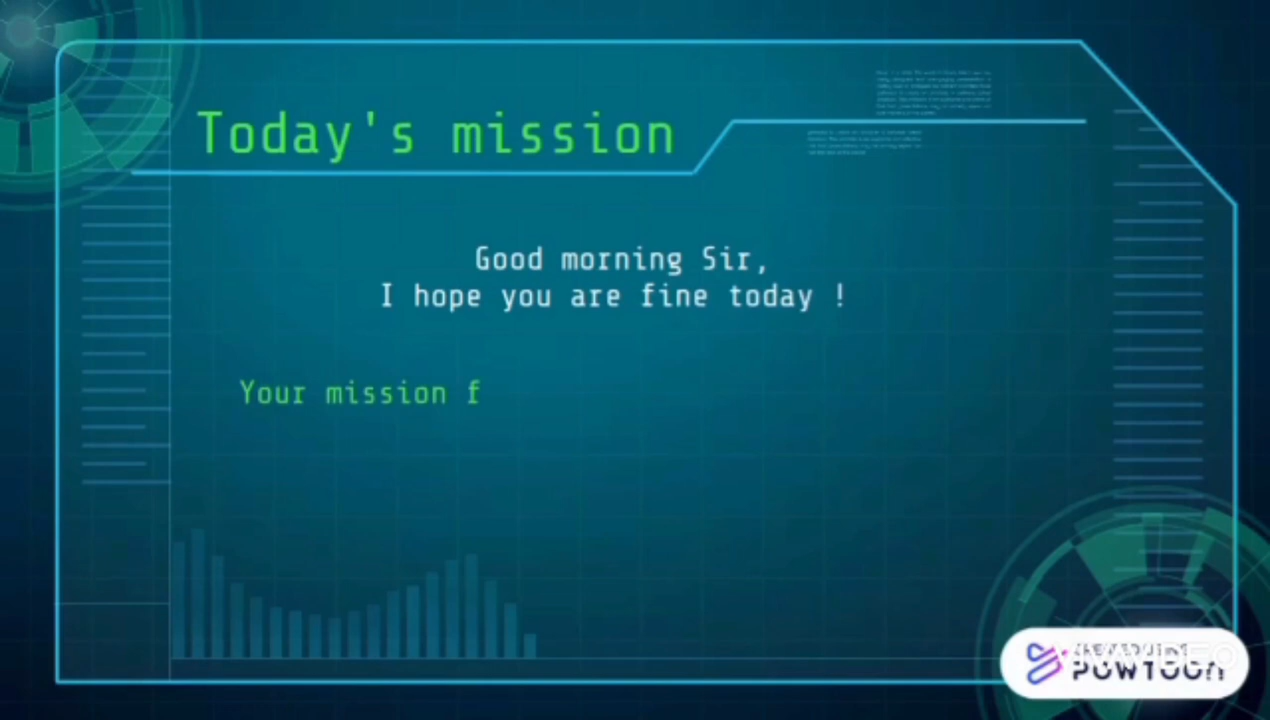 Today's mission
Good morning Sir,
I hope you are fine today !
Your mission f
POWTOON